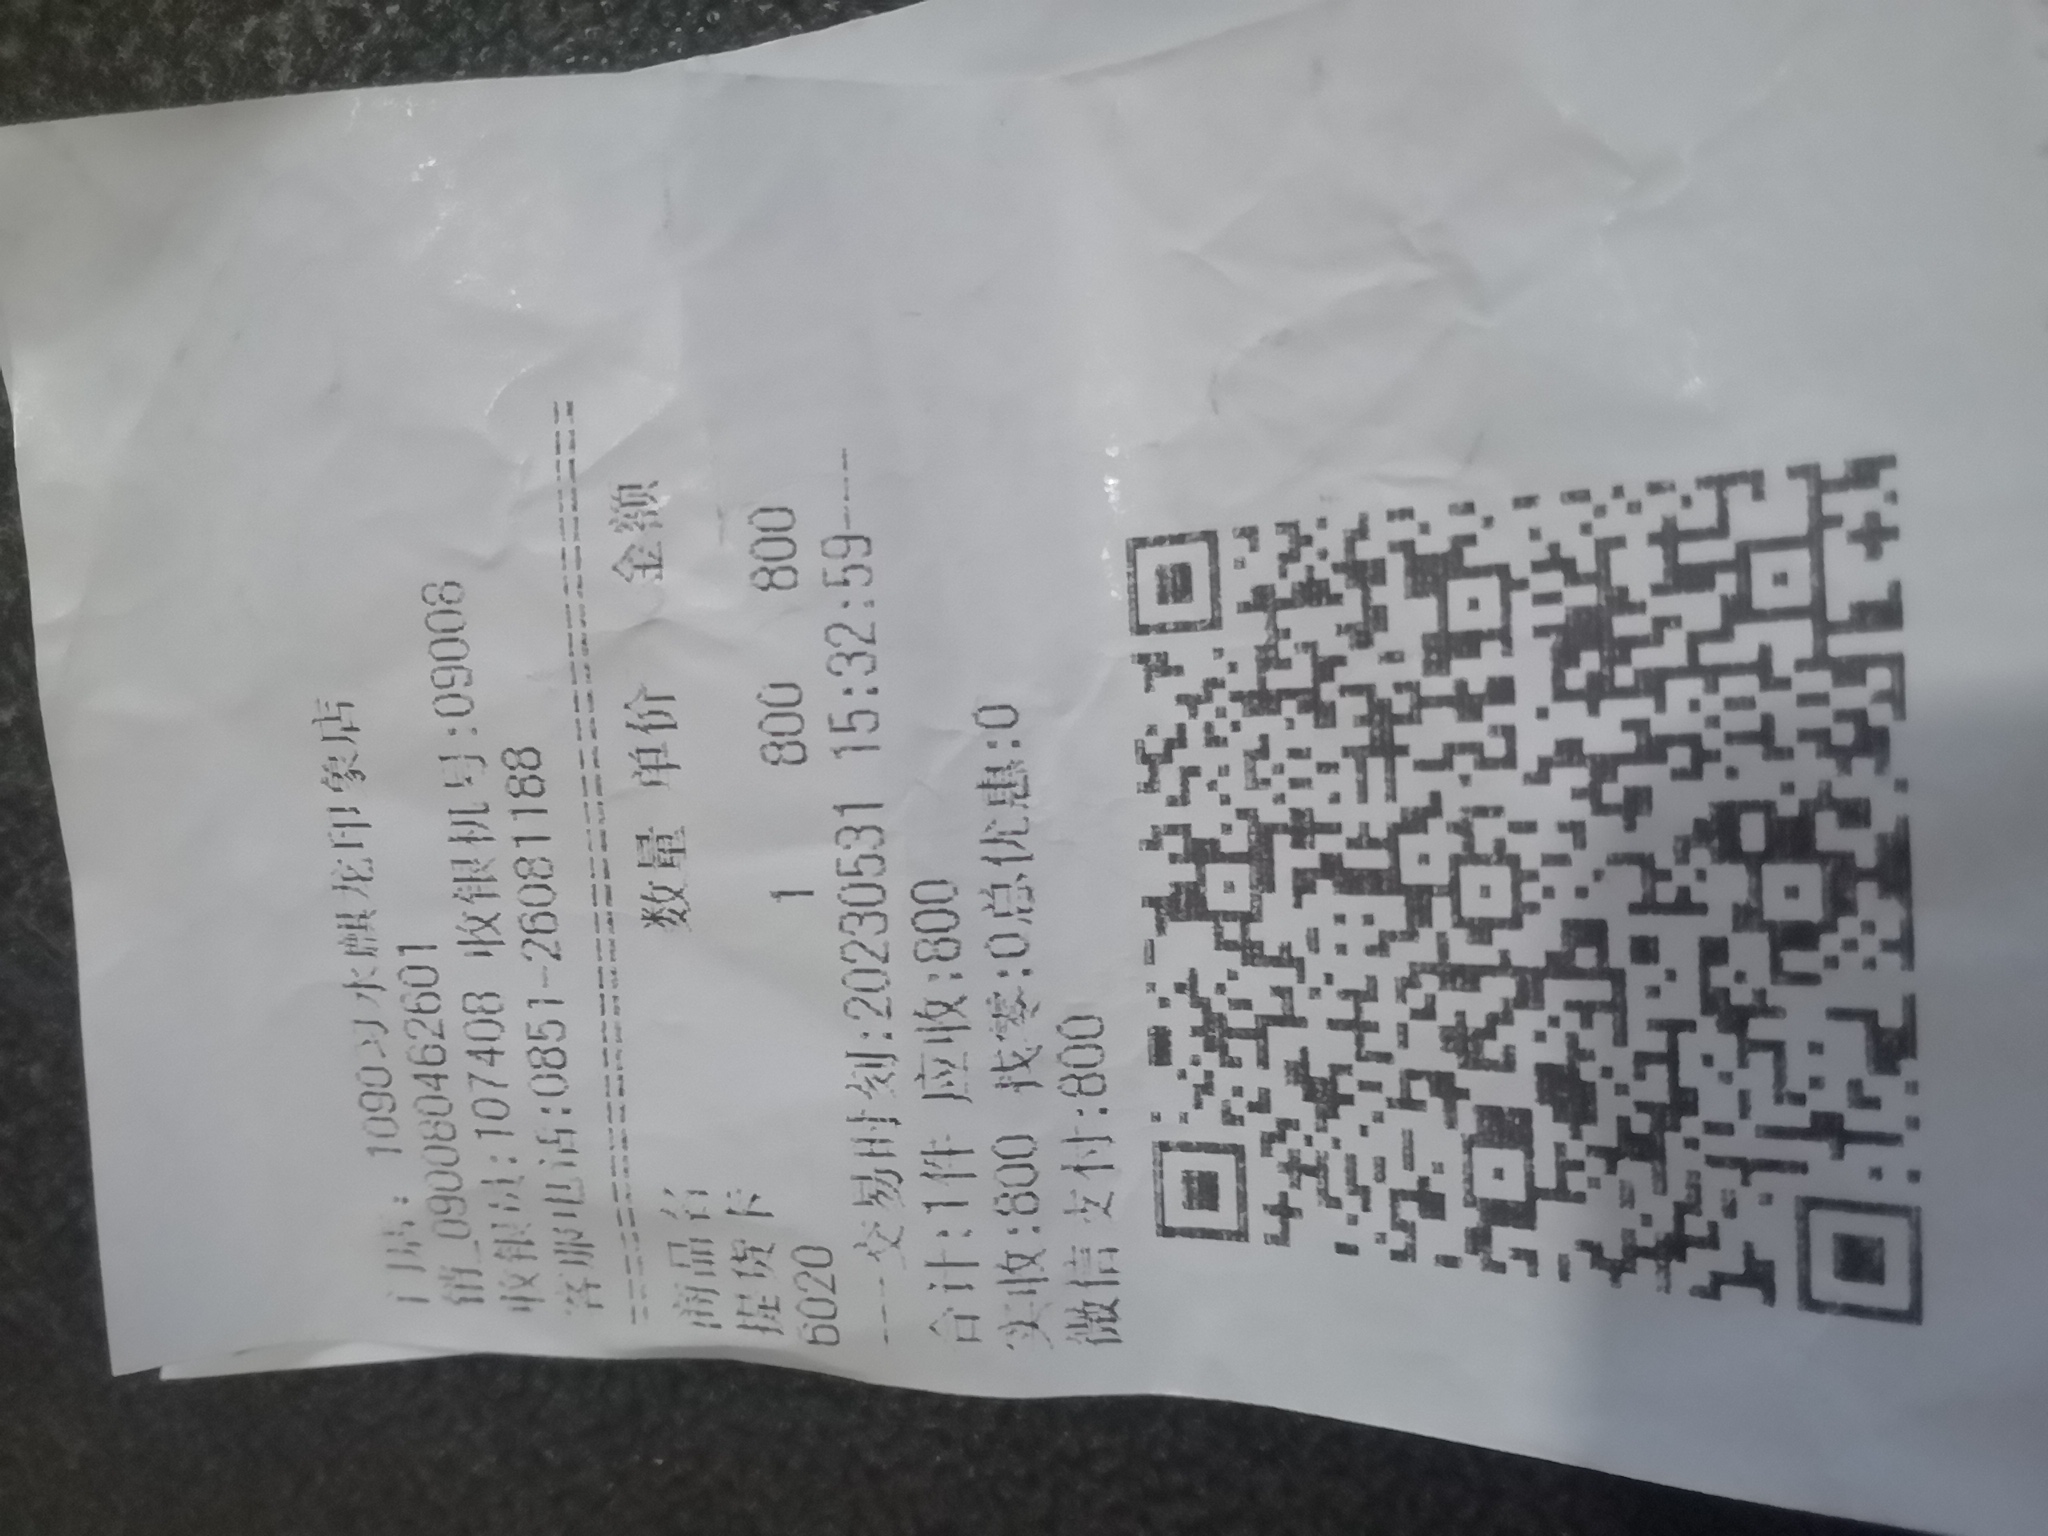 门店: 1090习水麒龙印象店
销_090080462601
收银员:107408 收银机号:09008
客服电话:0851-26081188
商品名 数量 单价 金额
提货卡 1 800 800
6020
---交易时刻:20230531 15:32:59----
合计:1件 应收:800
实收:800 找零:0总优惠:0
微信支付:800